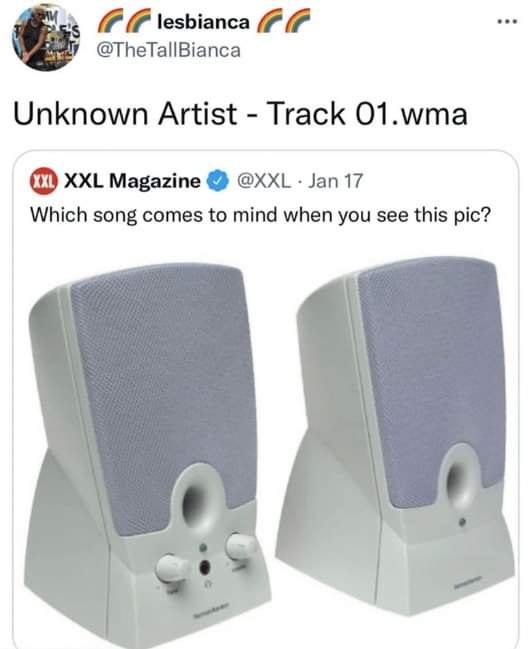 lesbianca
@TheTallBianca
Unknown Artist - Track 01.wma
XXL XXL Magazine @XXL · Jan 17
Which song comes to mind when you see this pic?